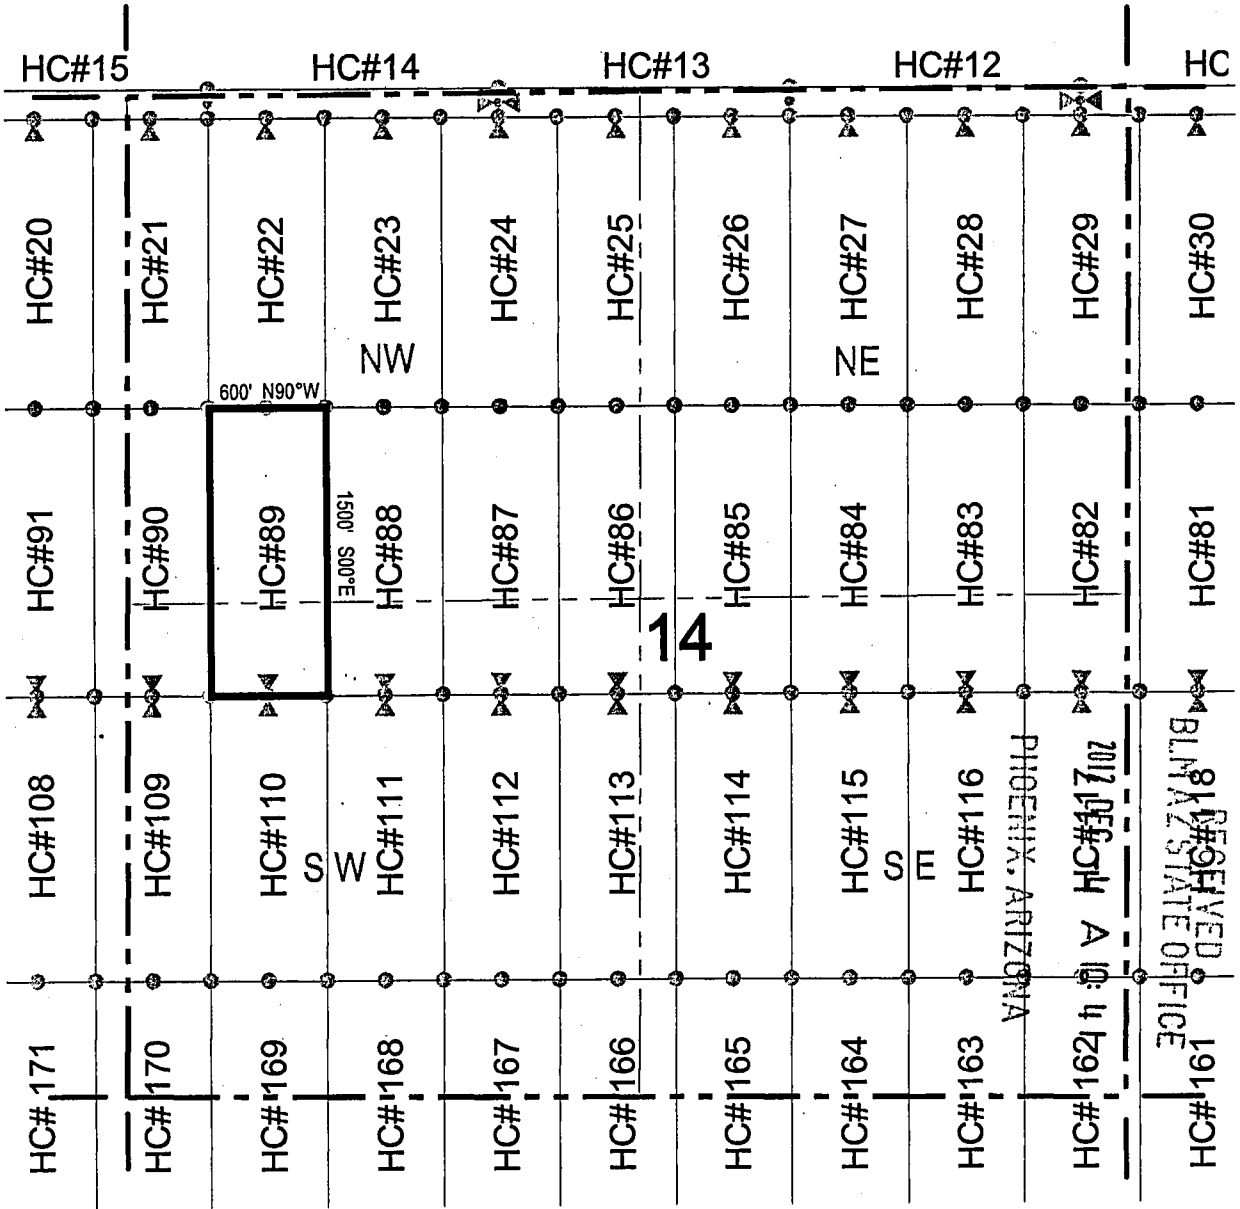 HC#15 HC#14 HC#13 HC#12 HC
HC#20 HC#21 HC#22 HC#23 HC#24 HC#25 HC#26 HC#27 HC#28 HC#29 HC#30
NW NE
600' N90°W
HC#91 HC#90 HC#89 HC#88 HC#87 HC#86 HC#85 HC#84 HC#83 HC#82 HC#81
1500' S00°E
14
HC#108 HC#109 HC#110 HC#111 HC#112 HC#113 HC#114 HC#115 HC#116 HC#117 HC#118
SW SE
RECEIVED
BLM AZ STATE OFFICE
2012 DEC A 10:41
PHOENIX, ARIZONA
HC#171 HC#170 HC#169 HC#168 HC#167 HC#166 HC#165 HC#164 HC#163 HC#162 HC#161